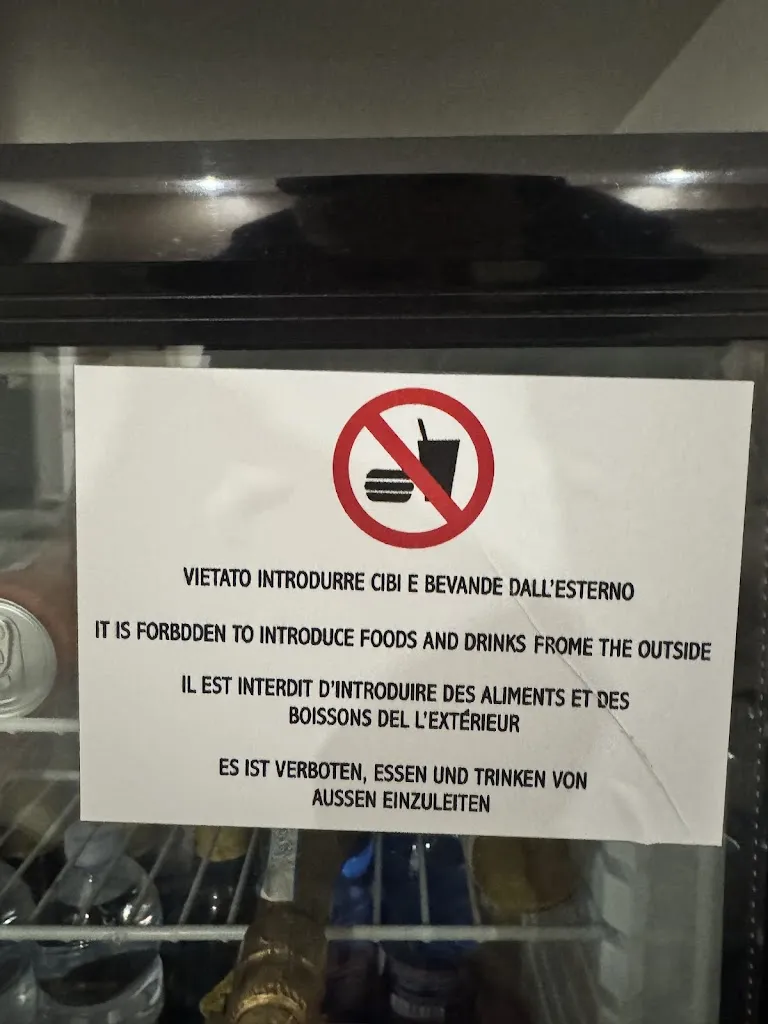 VIETATO INTRODURRE CIBI E BEVANDE DALL'ESTERNO
IT IS FORBDDEN TO INTRODUCE FOODS AND DRINKS FROME THE OUTSIDE
IL EST INTERDIT D'INTRODUIRE DES ALIMENTS ET DES
BOISSONS DEL L'EXTÉRIEUR
ES IST VERBOTEN, ESSEN UND TRINKEN VON
AUSSEN EINZULEITEN